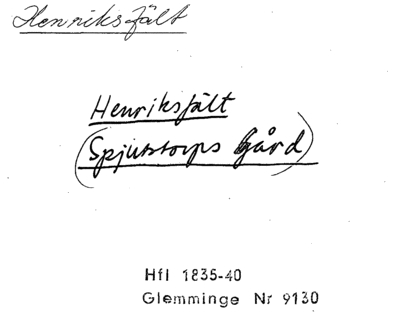 Henriksfält
Henriksfält
(Spjutstorps Gård)
Hfl 1835-40
Glemminge Nr 9130